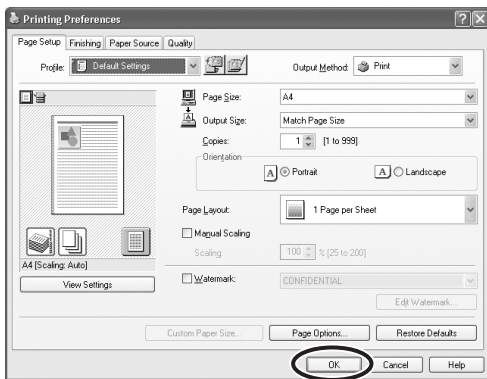 Printing Preferences
Page Setup Finishing Paper Source Quality
Profile: Default Settings Output Method: Print
Page Size: A4
Output Size: Match Page Size
Copies: 1 [1 to 999]
Orientation
A Portrait A Landscape
Page Layout: 1 Page per Sheet
Manual Scaling
Scaling: 100 % [25 to 200]
A4 [Scaling: Auto]
View Settings
Watermark: CONFIDENTIAL
Edit Watermark...
Custom Paper Size... Page Options... Restore Defaults
OK Cancel Help